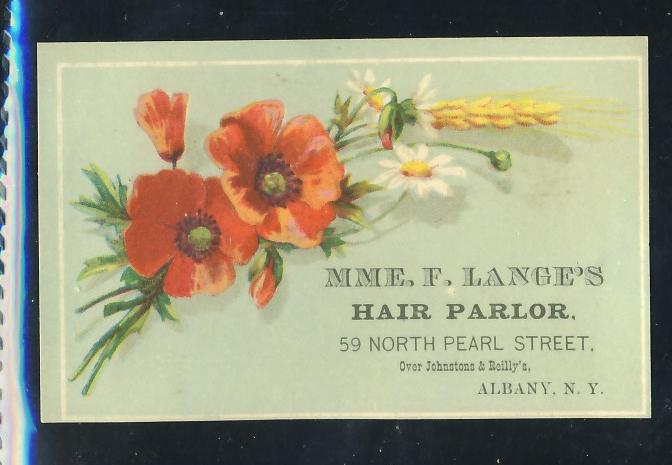 MME. F. LANGE'S
HAIR PARLOR,
59 NORTH PEARL STREET,
Over Johnstons & Reilly's,
ALBANY, N. Y.